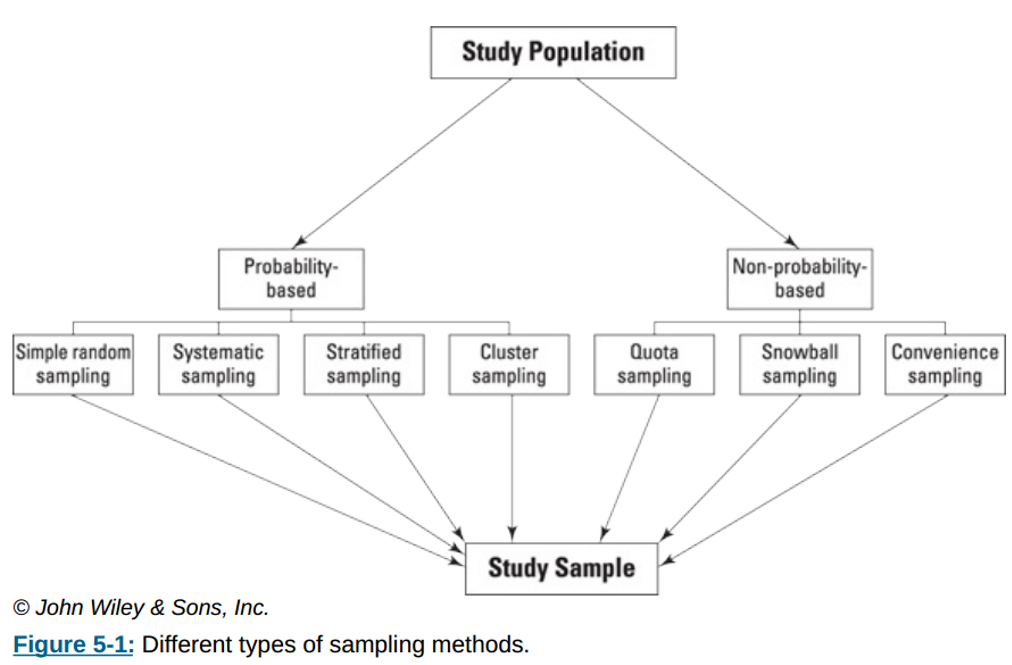 Study Population
Probability-
based
Non-probability-
based
Simple random
sampling
Systematic
sampling
Stratified
sampling
Cluster
sampling
Quota
sampling
Snowball
sampling
Convenience
sampling
Study Sample
© John Wiley & Sons, Inc.
Figure 5-1: Different types of sampling methods.